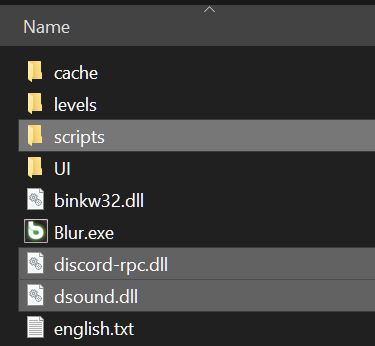 Name
cache
levels
scripts
UI
binkw32.dll
Blur.exe
discord-rpc.dll
dsound.dll
english.txt